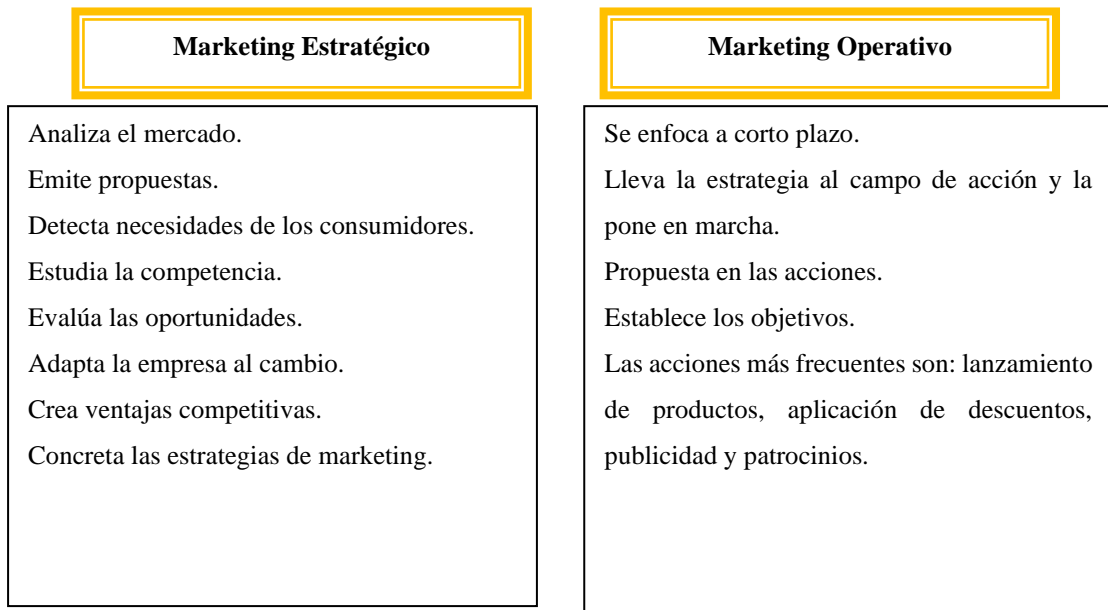 Marketing Estratégico
Analiza el mercado.
Emite propuestas.
Detecta necesidades de los consumidores.
Estudia la competencia.
Evalúa las oportunidades.
Adapta la empresa al cambio.
Crea ventajas competitivas.
Concreta las estrategias de marketing.
Marketing Operativo
Se enfoca a corto plazo.
Lleva la estrategia al campo de acción y la
pone en marcha.
Propuesta en las acciones.
Establece los objetivos.
Las acciones más frecuentes son: lanzamiento
de productos, aplicación de descuentos,
publicidad y patrocinios.